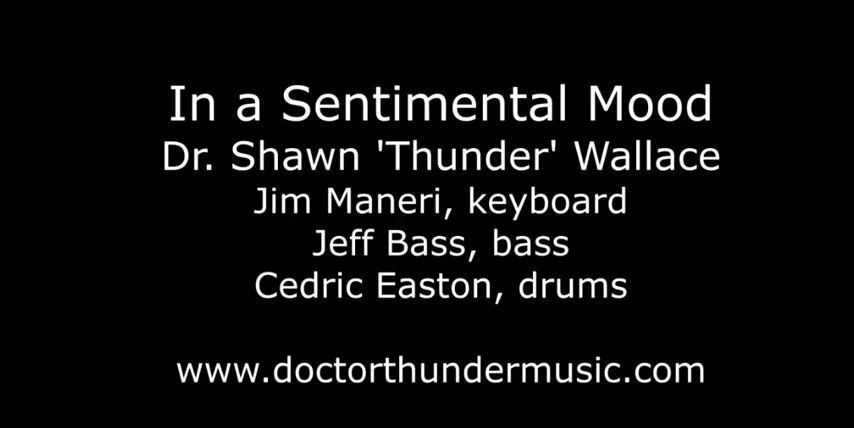 In a Sentimental Mood
Dr. Shawn 'Thunder' Wallace
Jim Maneri, keyboard
Jeff Bass, bass
Cedric Easton, drums
www.doctorthundermusic.com